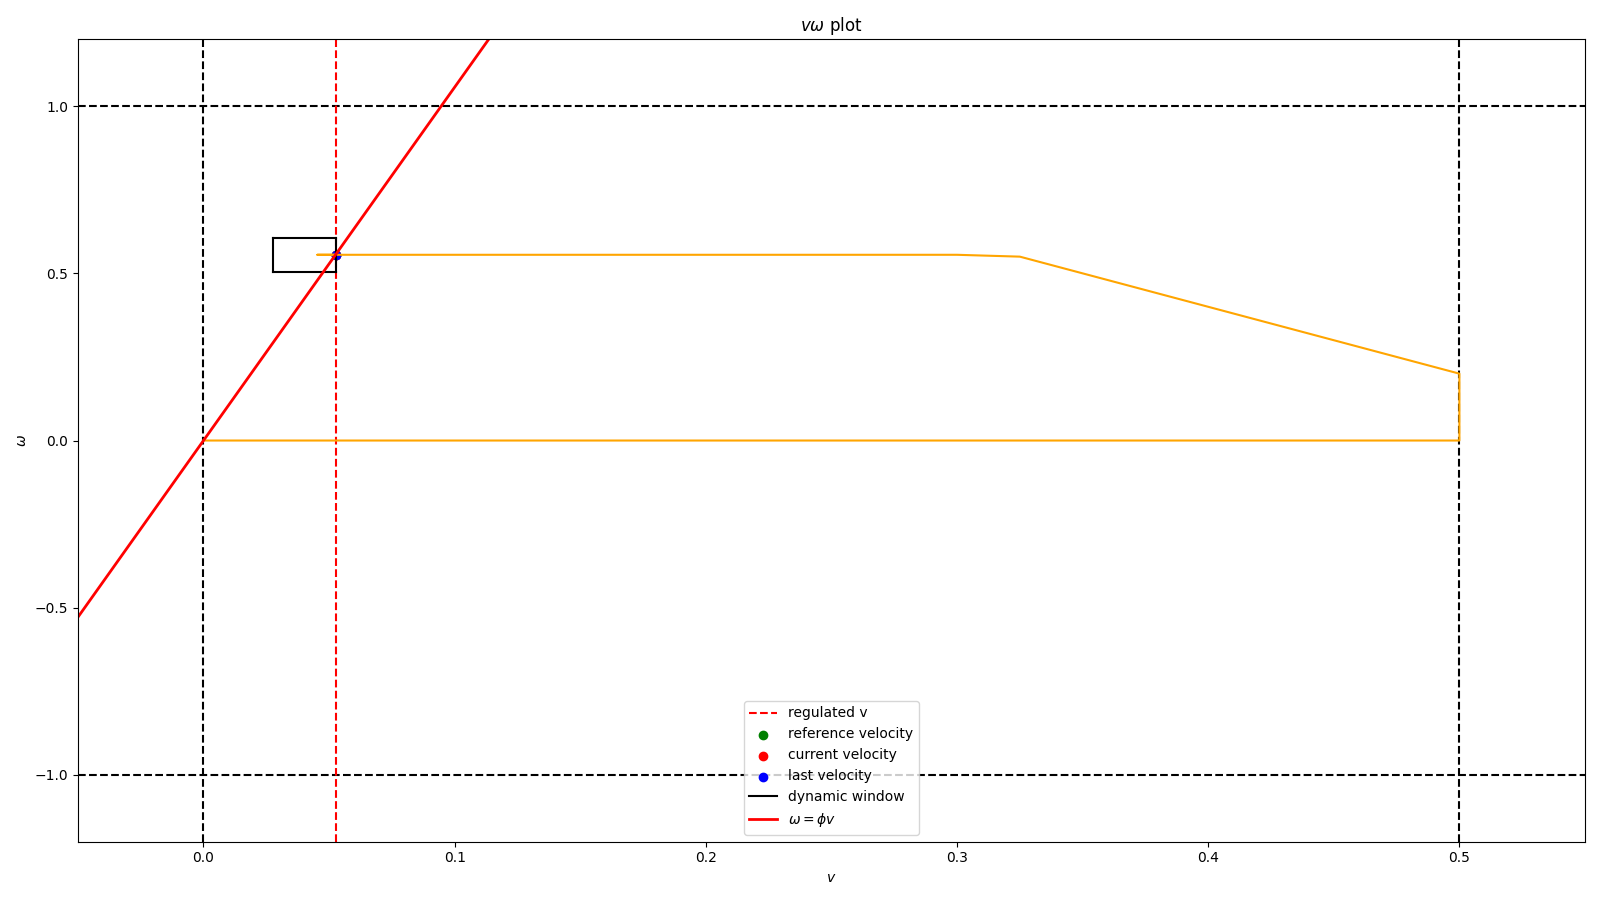 vω plot
1.0
0.5
0.0
−0.5
−1.0
ω
0.0 0.1 0.2 0.3 0.4 0.5
v
regulated v
reference velocity
current velocity
last velocity
dynamic window
ω = ϕv